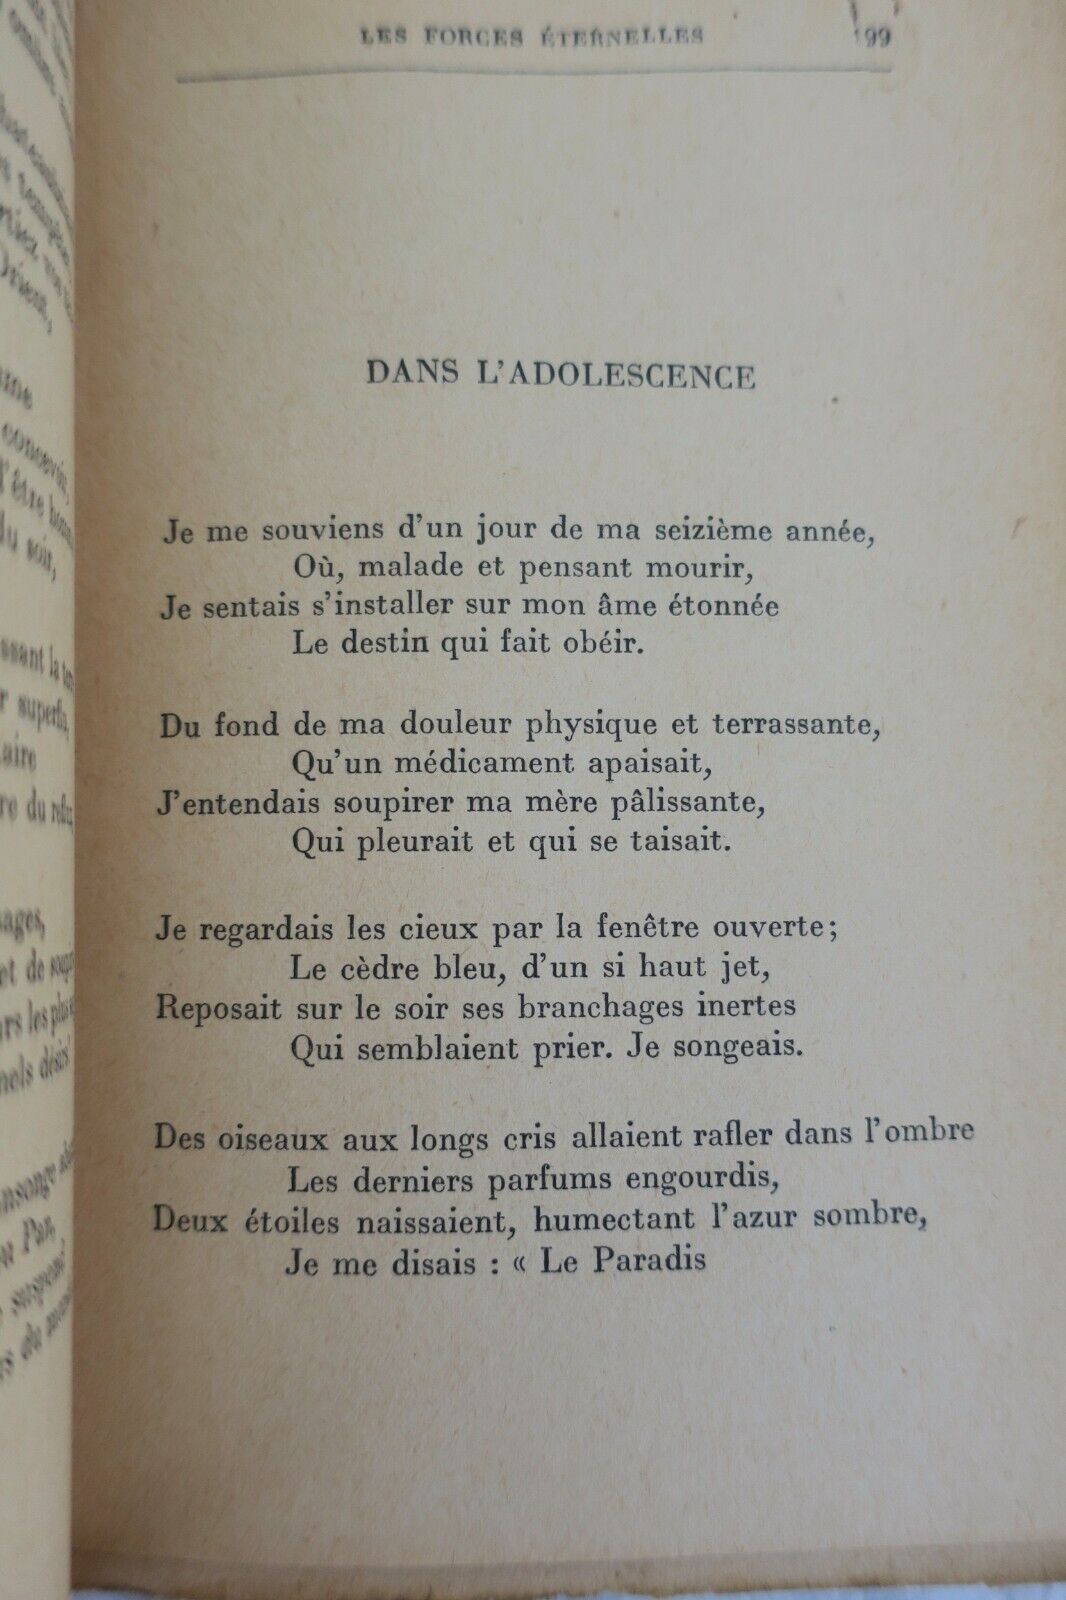 LES FORCES ÉTERNELLES 199
DANS L'ADOLESCENCE
Je me souviens d'un jour de ma seizième année,
Où, malade et pensant mourir,
Je sentais s'installer sur mon âme étonnée
Le destin qui fait obéir.
Du fond de ma douleur physique et terrassante,
Qu'un médicament apaisait,
J'entendais soupirer ma mère pâlissante,
Qui pleurait et qui se taisait.
Je regardais les cieux par la fenêtre ouverte;
Le cèdre bleu, d'un si haut jet,
Reposait sur le soir ses branchages inertes
Qui semblaient prier. Je songeais.
Des oiseaux aux longs cris allaient rafler dans l'ombre
Les derniers parfums engourdis,
Deux étoiles naissaient, humectant l'azur sombre,
Je me disais : « Le Paradis